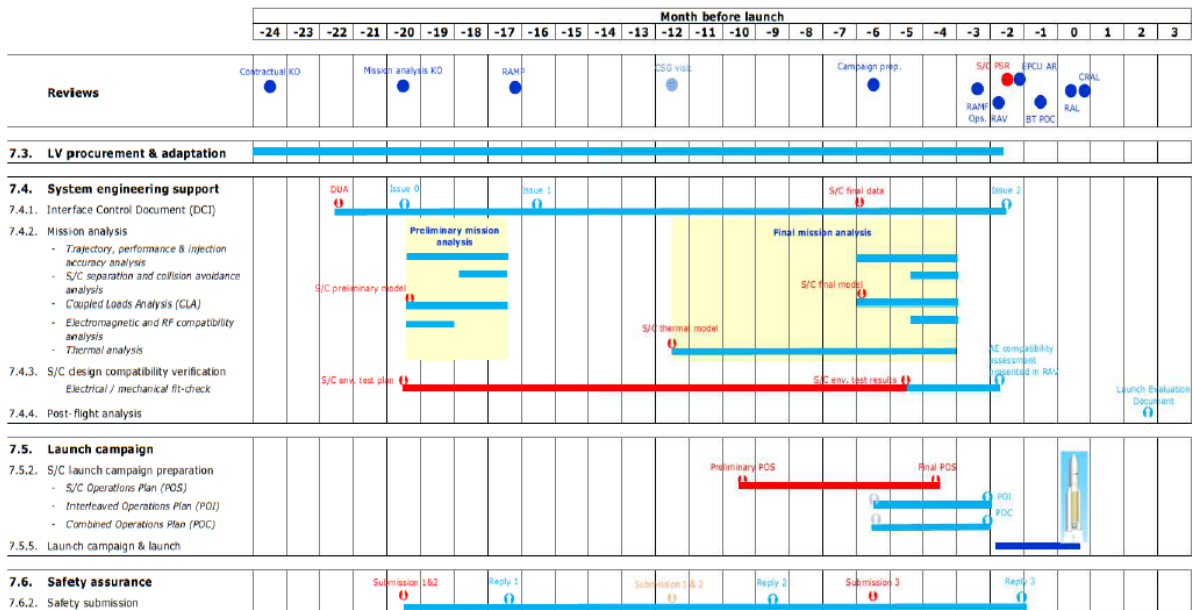 Month before launch
-24 -23 -22 -21 -20 -19 -18 -17 -16 -15 -14 -13 -12 -11 -10 -9 -8 -7 -6 -5 -4 -3 -2 -1 0 1 2 3
Contractual KO Mission analysis KO RAMP CSG visit Campaign prep. S/C PSR EPCU AR CRAL
Reviews
RAMF RAL
Ops. RAV BT POC
7.3. LV procurement & adaptation
7.4. System engineering support
DUA Issue 0 Issue 1 S/C final data Issue 2
7.4.1. Interface Control Document (DCI)
7.4.2. Mission analysis
Preliminary mission analysis
Final mission analysis
- Trajectory, performance & injection accuracy analysis
- S/C separation and collision avoidance analysis
S/C preliminary model S/C final model
- Coupled Loads Analysis (CLA)
- Electromagnetic and RF compatibility analysis
S/C thermal model
- Thermal analysis
AE compatibility
assessment
presented in RAV
7.4.3. S/C design compatibility verification
Electrical / mechanical fit-check
S/C env. test plan S/C env. test results
Launch Evaluation
Document
7.4.4. Post-flight analysis
7.5. Launch campaign
7.5.2. S/C launch campaign preparation
Preliminary POS Final POS
- S/C Operations Plan (POS)
- Interleaved Operations Plan (POI)
POI
- Combined Operations Plan (POC)
POC
7.5.5. Launch campaign & launch
7.6. Safety assurance
Submission 1&2 Reply 1 Submission 1 & 2 Reply 2 Submission 3 Reply 3
7.6.2. Safety submission